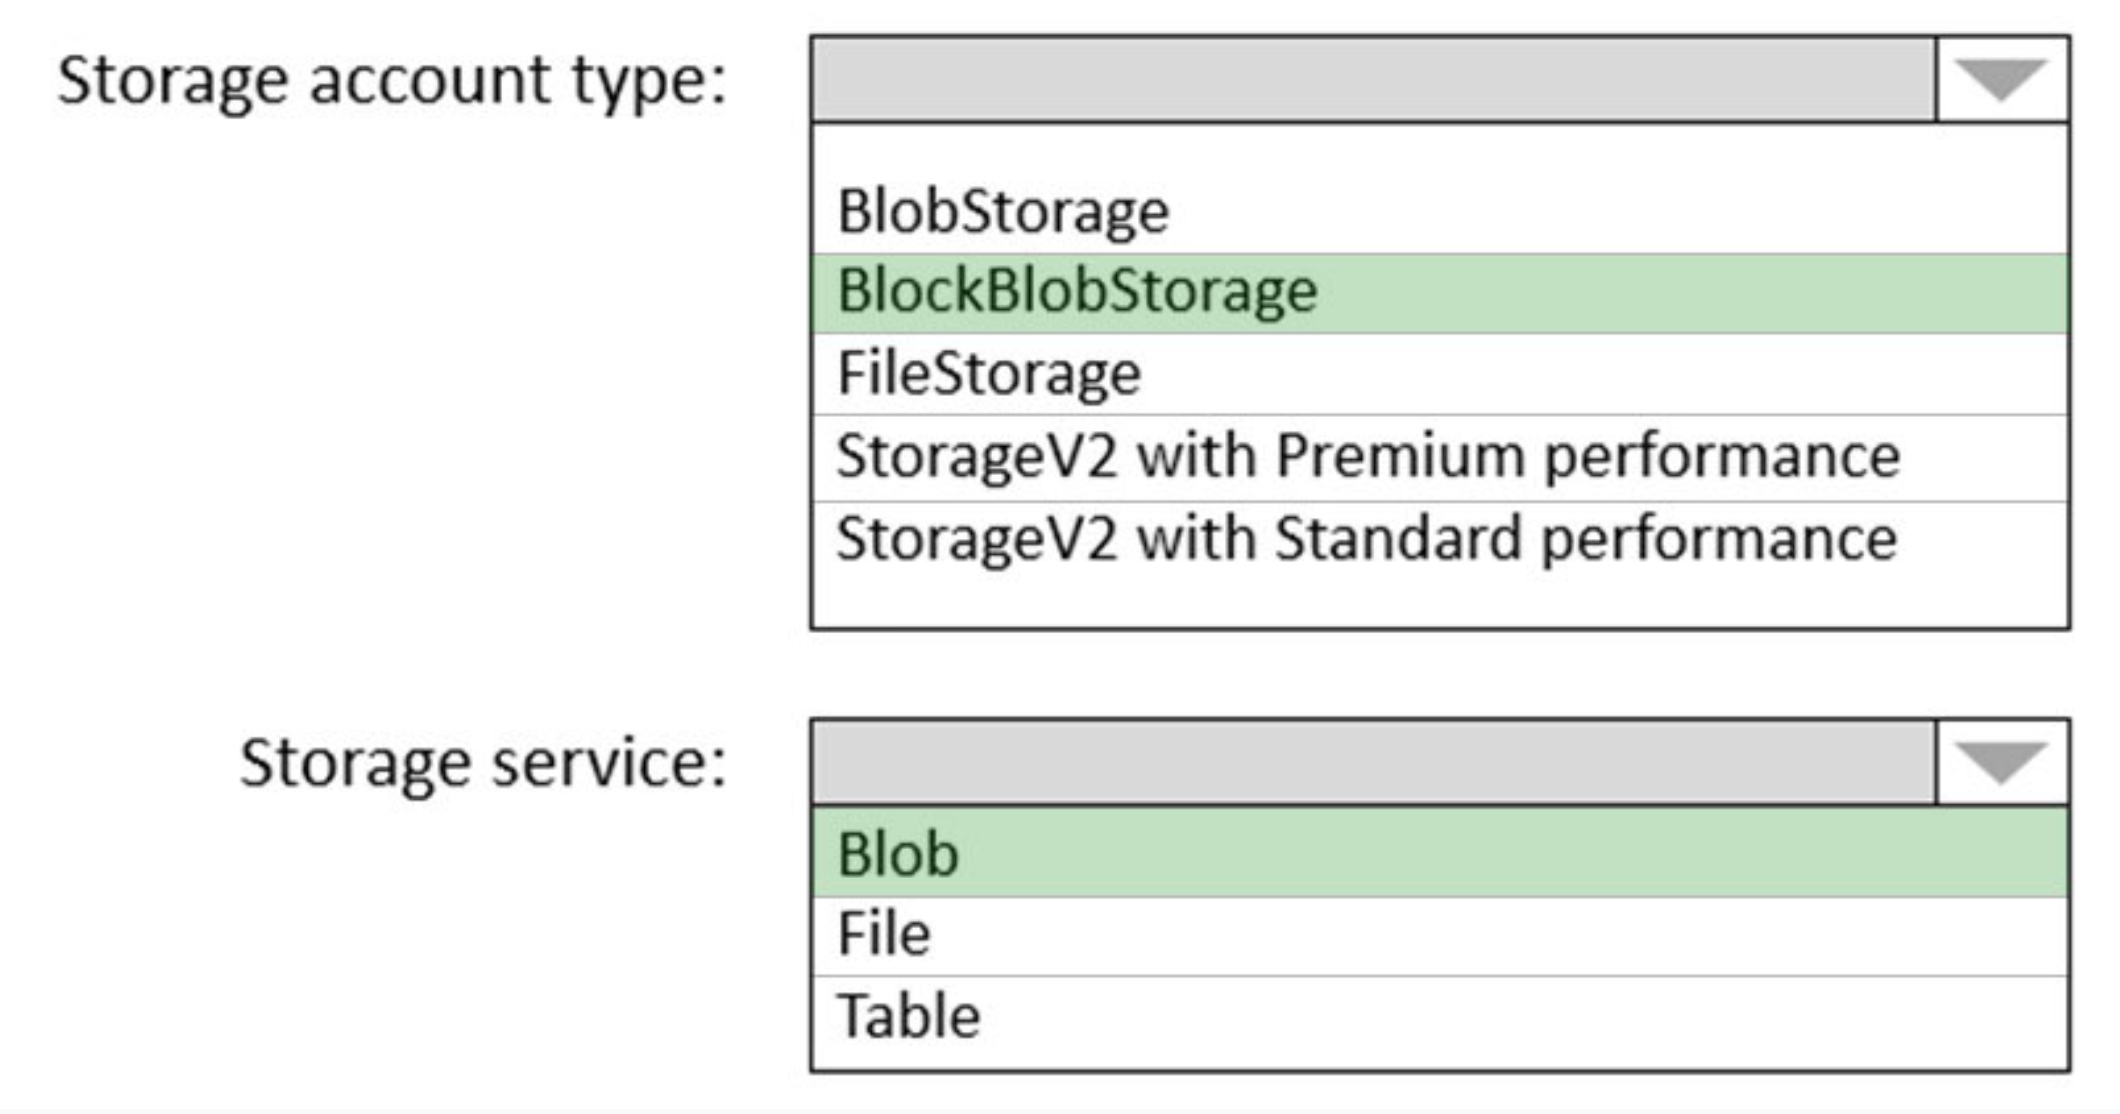 Storage account type:
BlobStorage
BlockBlobStorage
FileStorage
StorageV2 with Premium performance
StorageV2 with Standard performance
Storage service:
Blob
File
Table